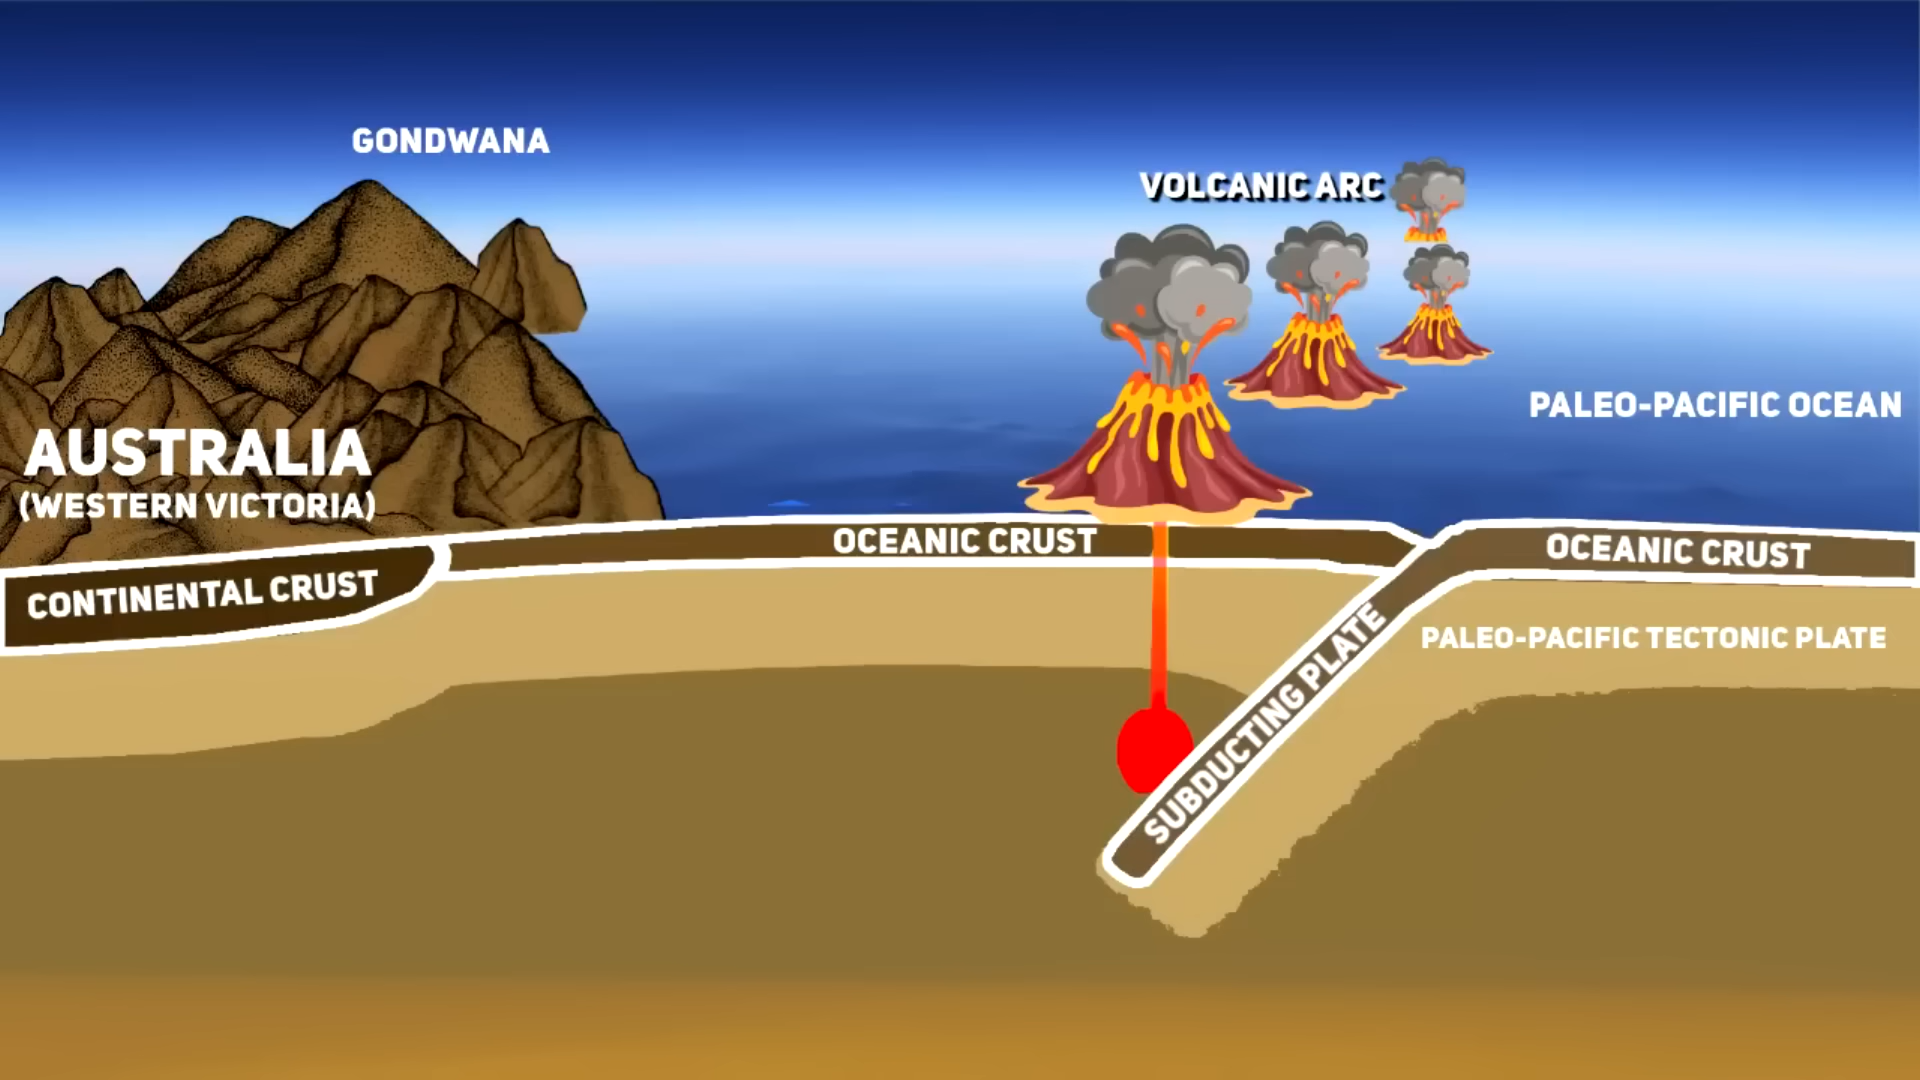 GONDWANA
VOLCANIC ARC
PALEO-PACIFIC OCEAN
AUSTRALIA
(WESTERN VICTORIA)
OCEANIC CRUST
OCEANIC CRUST
CONTINENTAL CRUST
PALEO-PACIFIC TECTONIC PLATE
SUBDUCTING PLATE